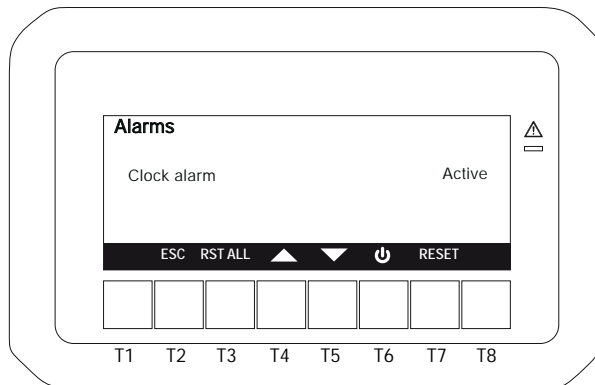 Alarms
Clock alarm Active
ESC RST ALL RESET
T1 T2 T3 T4 T5 T6 T7 T8